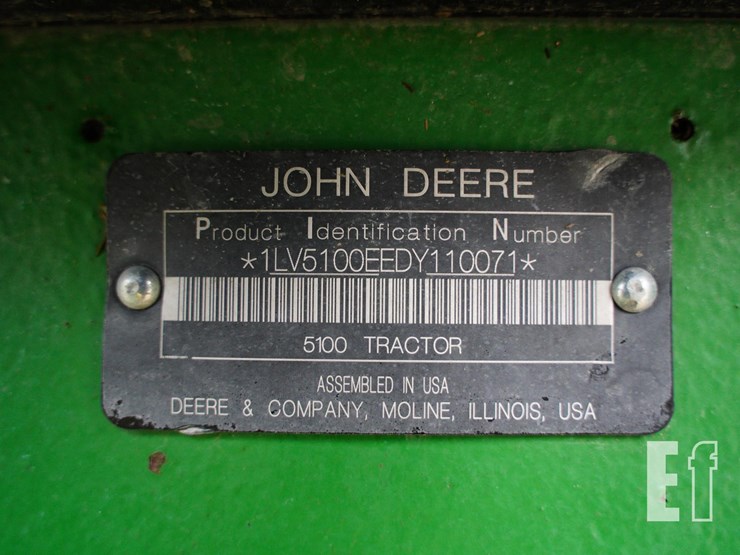 JOHN DEERE
Product Identification Number
*1LV5100EEDY110071*
5100 TRACTOR
ASSEMBLED IN USA
DEERE & COMPANY, MOLINE, ILLINOIS, USA
Ef